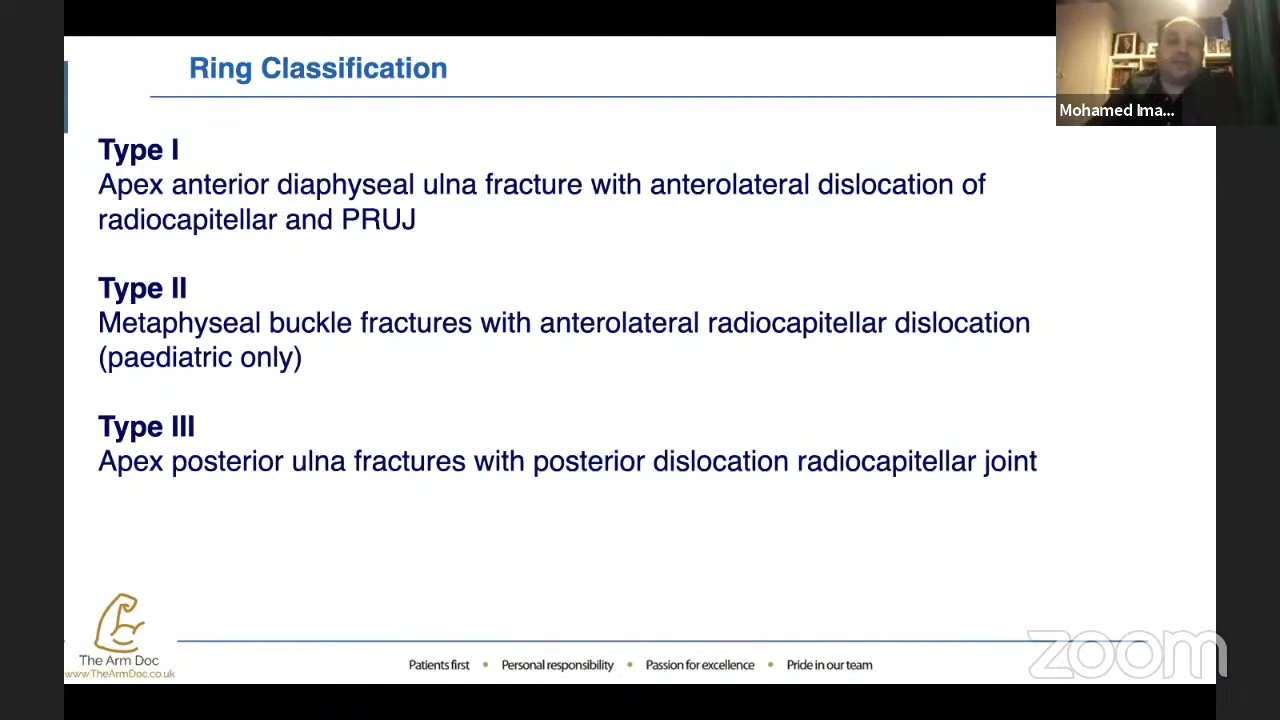 Ring Classification
Mohamed Ima...
Type I
Apex anterior diaphyseal ulna fracture with anterolateral dislocation of
radiocapitellar and PRUJ
Type II
Metaphyseal buckle fractures with anterolateral radiocapitellar dislocation
(paediatric only)
Type III
Apex posterior ulna fractures with posterior dislocation radiocapitellar joint
The Arm Doc
www.TheArmDoc.co.uk
Patients first • Personal responsibility • Passion for excellence • Pride in our team
zoom